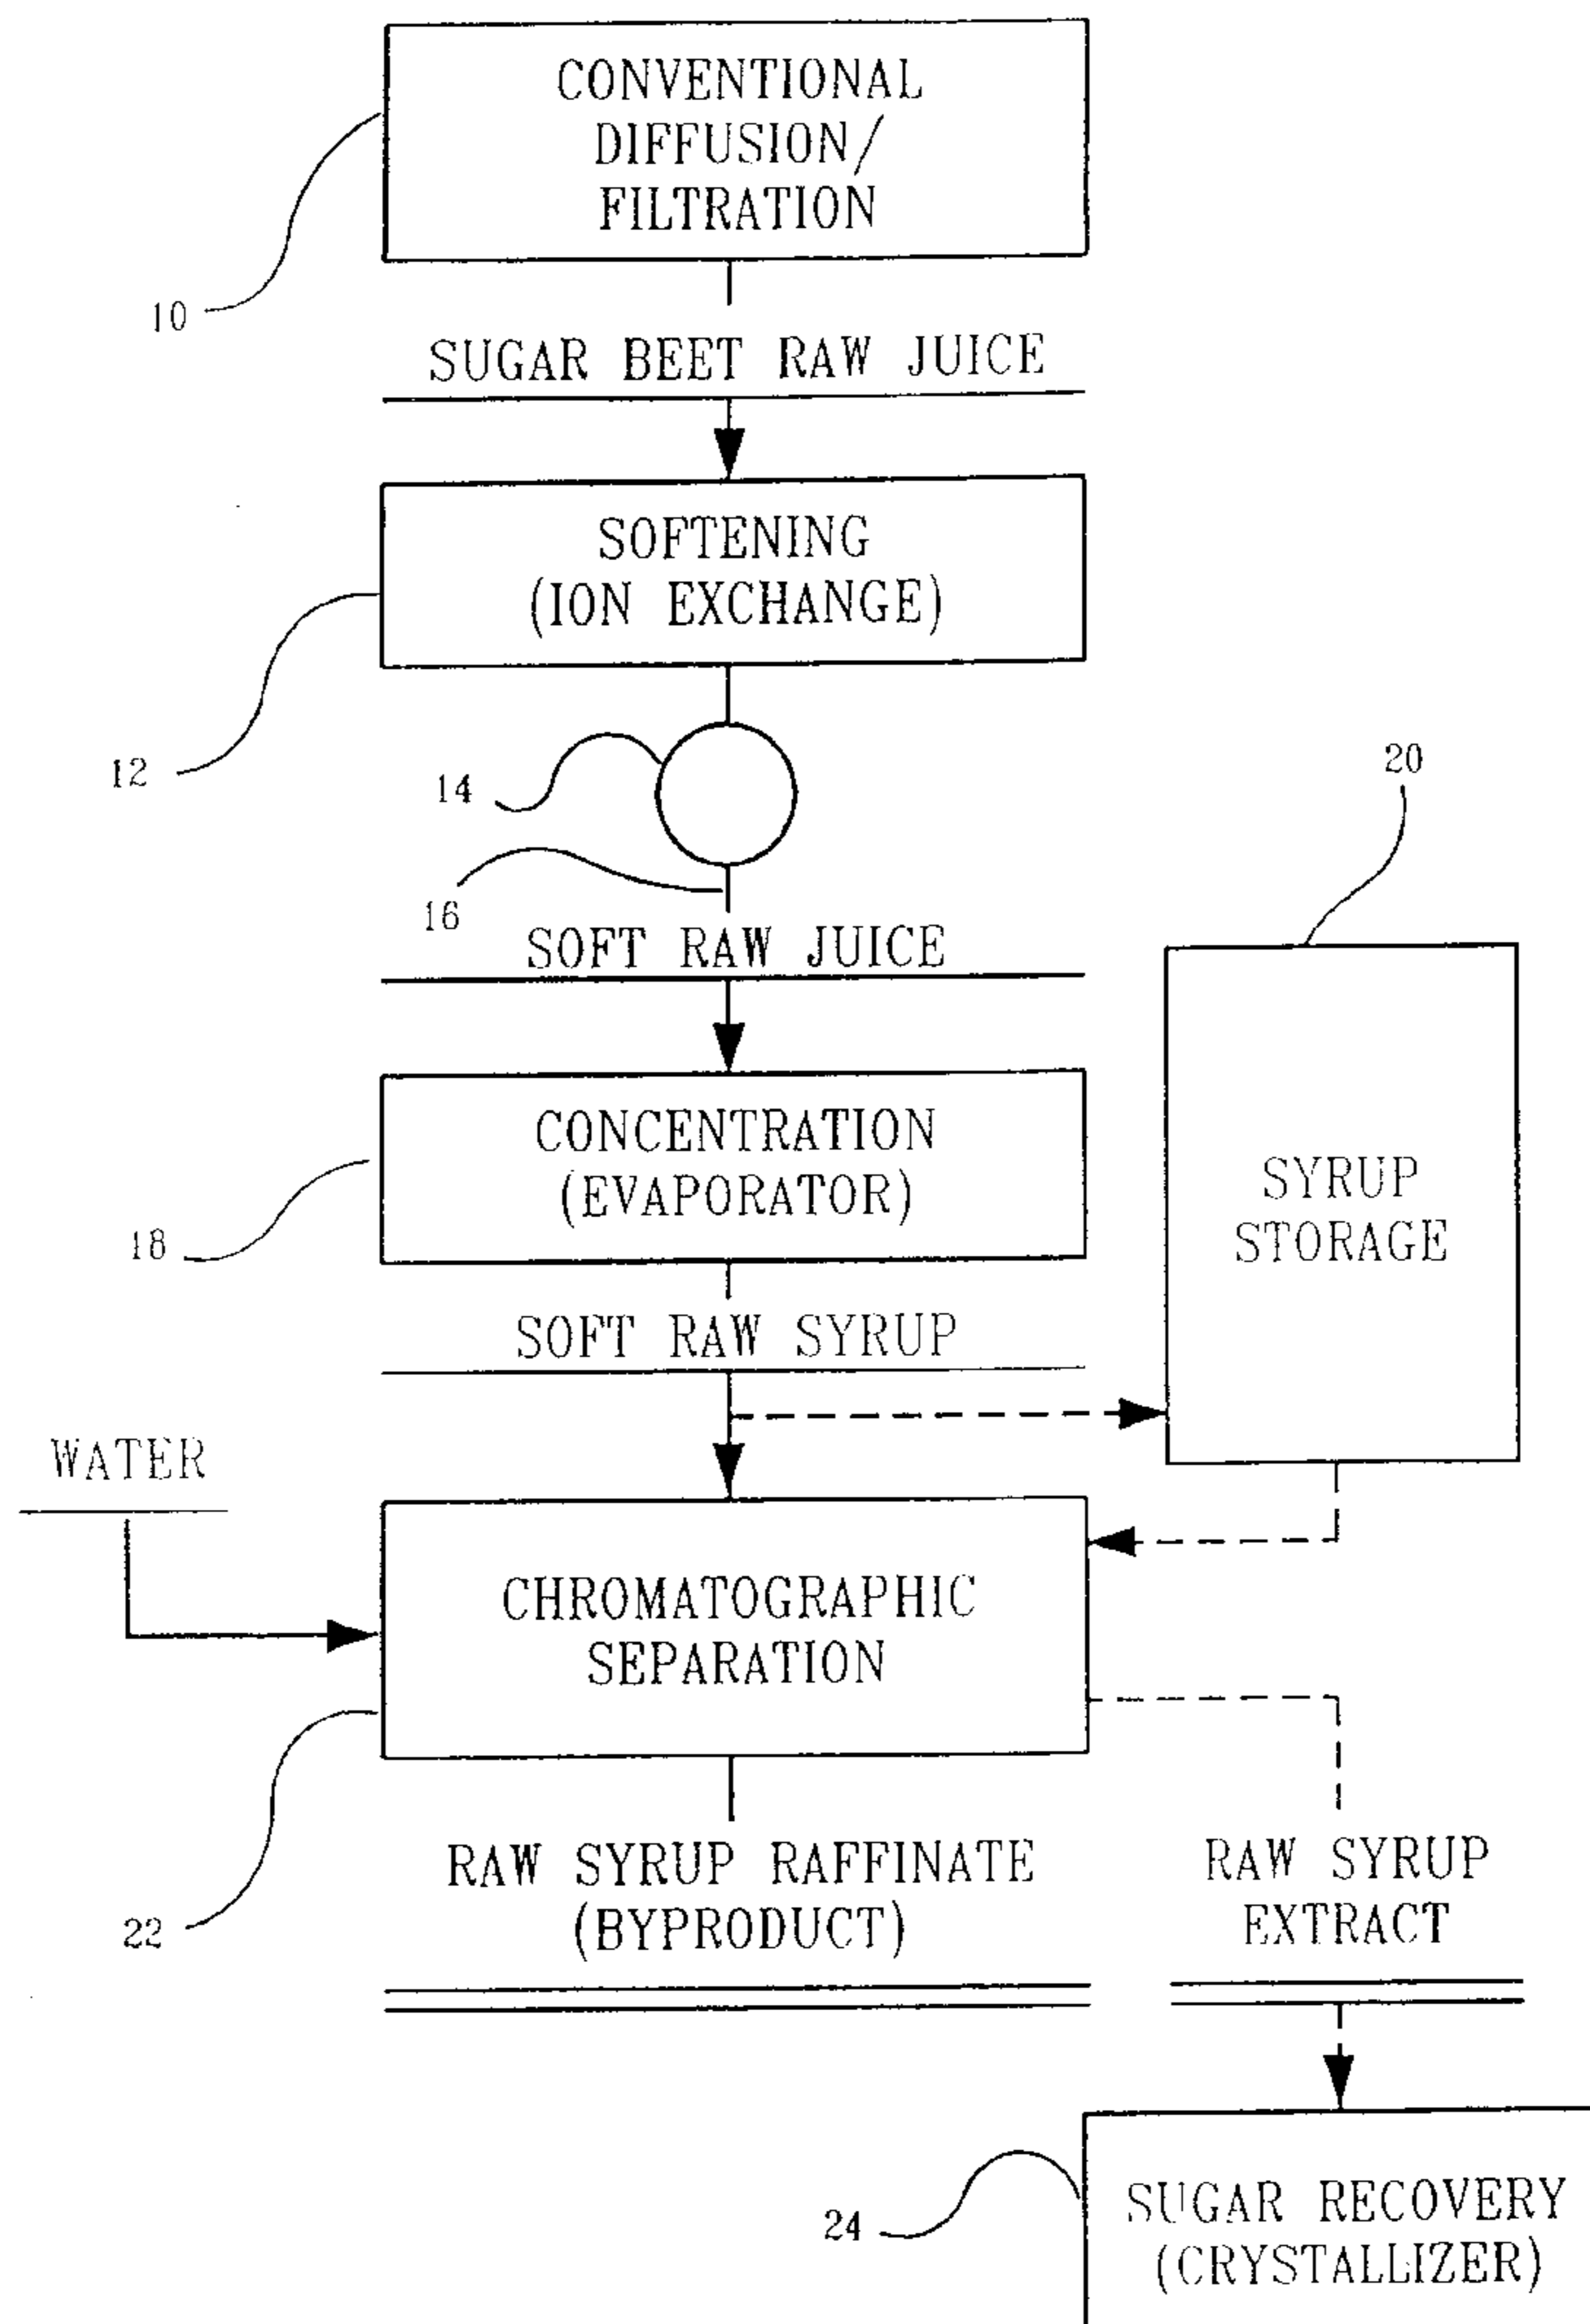 CONVENTIONAL
DIFFUSION/
FILTRATION
10
SUGAR BEET RAW JUICE
SOFTENING
(ION EXCHANGE)
12
14
16
SOFT RAW JUICE
20
CONCENTRATION
(EVAPORATOR)
18
SYRUP
STORAGE
SOFT RAW SYRUP
WATER
CHROMATOGRAPHIC
SEPARATION
22
RAW SYRUP RAFFINATE
(BYPRODUCT)
RAW SYRUP
EXTRACT
24
SUGAR RECOVERY
(CRYSTALLIZER)